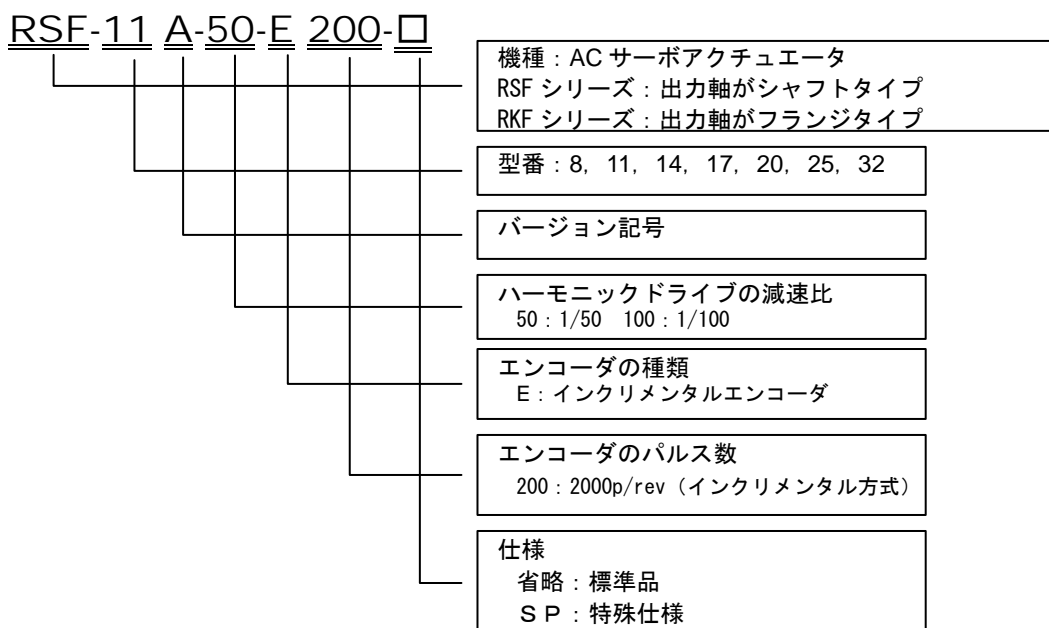 RSF-11 A-50-E 200-□
機種：AC サーボアクチュエータ
RSF シリーズ：出力軸がシャフトタイプ
RKF シリーズ：出力軸がフランジタイプ
型番：8, 11, 14, 17, 20, 25, 32
バージョン記号
ハーモニックドライブの減速比
50：1/50　100：1/100
エンコーダの種類
E：インクリメンタルエンコーダ
エンコーダのパルス数
200：2000p/rev（インクリメンタル方式）
仕様
省略：標準品
ＳＰ：特殊仕様